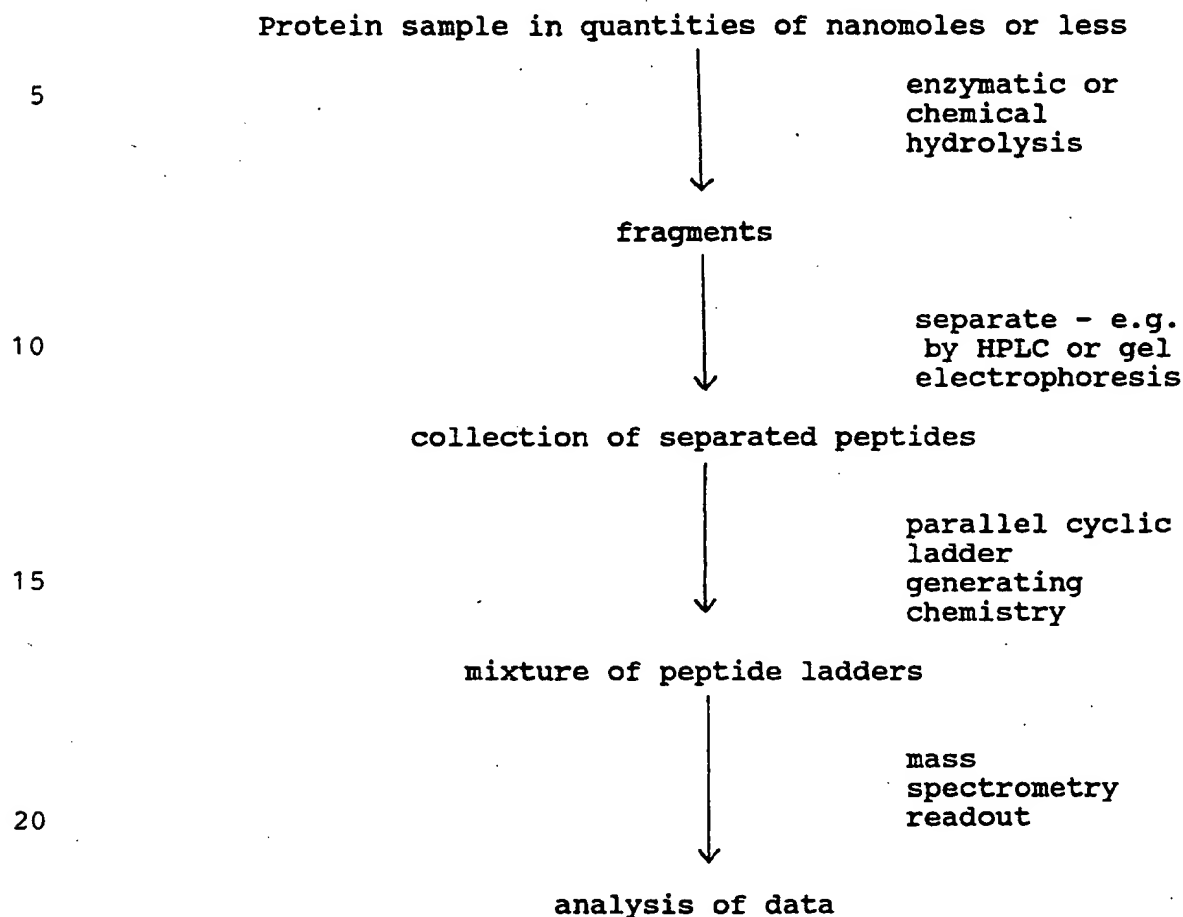 Protein sample in quantities of nanomoles or less
5
enzymatic or
chemical
hydrolysis
fragments
10
separate - e.g.
by HPLC or gel
electrophoresis
collection of separated peptides
15
parallel cyclic
ladder
generating
chemistry
mixture of peptide ladders
20
mass
spectrometry
readout
analysis of data